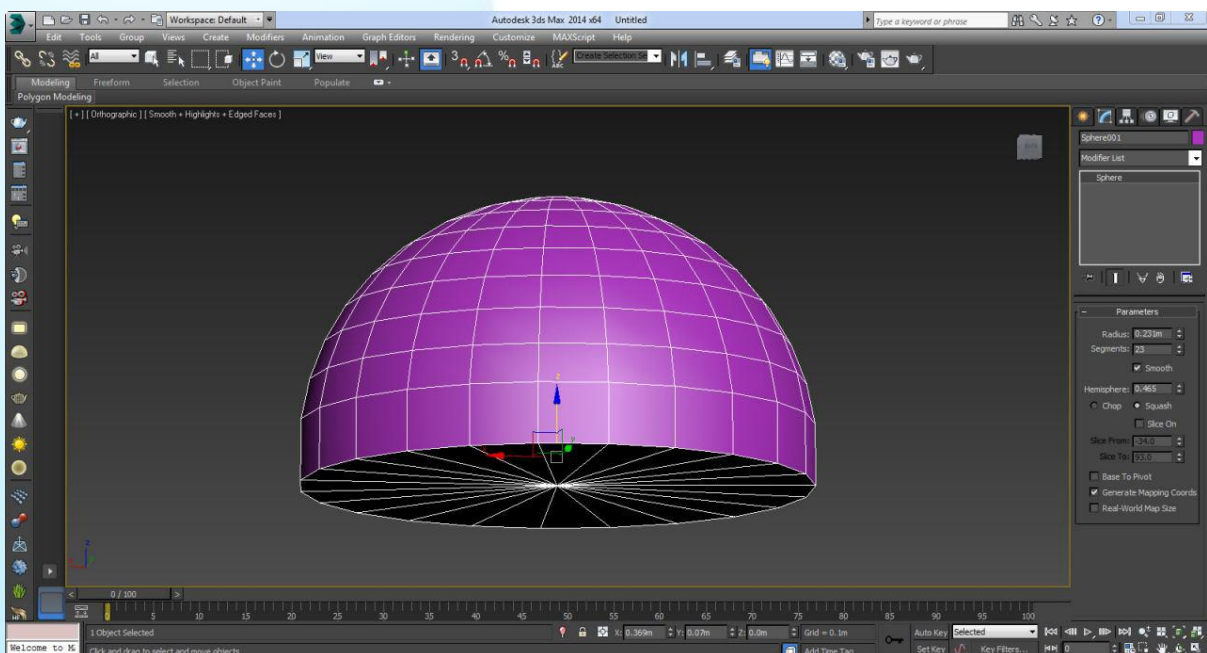 Workspace: Default
Autodesk 3ds Max 2014 x64 Untitled
Type a keyword or phrase
Edit Tools Group Views Create Modifiers Animation Graph Editors Rendering Customize MAXScript Help
All
View
Create Selection Se
Modeling Freeform Selection Object Paint Populate
Polygon Modeling
[ + ] [ Orthographic ] [ Smooth + Highlights + Edged Faces ]
Sphere001
Modifier List
Sphere
Parameters
Radius: 0.231m
Segments: 23
Smooth
Hemisphere: 0.465
Chop Squash
Slice On
Slice From: -34.0
Slice To: 93.0
Base To Pivot
Generate Mapping Coords
Real-World Map Size
z
y
z
0 / 100
0 5 10 15 20 25 30 35 40 45 50 55 60 65 70 75 80 85 90 95 100
1 Object Selected
X: 0.369m Y: 0.07m Z: 0.0m Grid = 0.1m
Auto Key Selected
Welcome to M
Click and drag to select and move objects
Add Time Tag
Set Key Key Filters...
0